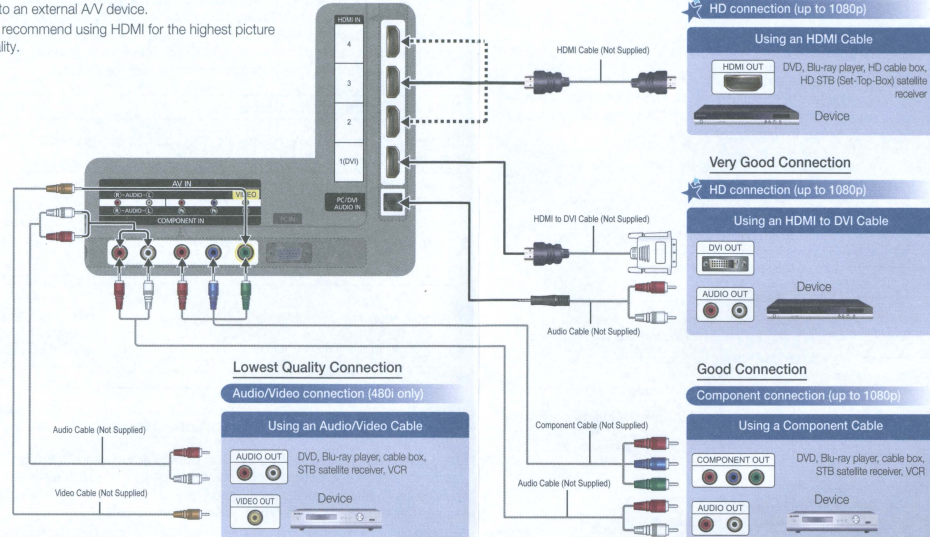 to an external A/V device.
recommend using HDMI for the highest picture
HDMI IN
4
3
2
1(DVI)
PC/DVI
AUDIO IN
AV IN
R-AUDIO-L
VIDEO
R-AUDIO-L
PR
PB
COMPONENT IN
PC IN
HDMI Cable (Not Supplied)
HD connection (up to 1080p)
Using an HDMI Cable
HDMI OUT
DVD, Blu-ray player, HD cable box,
HD STB (Set-Top-Box) satellite
receiver
Device
Very Good Connection
HD connection (up to 1080p)
Using an HDMI to DVI Cable
HDMI to DVI Cable (Not Supplied)
DVI OUT
AUDIO OUT
Device
Audio Cable (Not Supplied)
Lowest Quality Connection
Audio/Video connection (480i only)
Using an Audio/Video Cable
Audio Cable (Not Supplied)
AUDIO OUT
DVD, Blu-ray player, cable box,
STB satellite receiver, VCR
Video Cable (Not Supplied)
VIDEO OUT
Device
Good Connection
Component connection (up to 1080p)
Using a Component Cable
Component Cable (Not Supplied)
COMPONENT OUT
DVD, Blu-ray player, cable box,
STB satellite receiver, VCR
Audio Cable (Not Supplied)
AUDIO OUT
Device